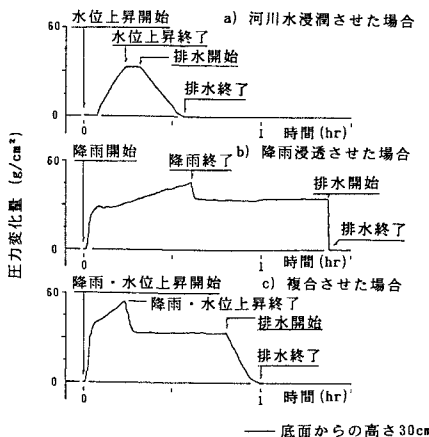 水位上昇開始
a) 河川水浸潤させた場合
水位上昇終了
排水開始
排水終了
60
0
0
1
時間(hr)
降雨開始
b) 降雨浸透させた場合
降雨終了
排水開始
排水終了
60
0
0
1
時間(hr)
降雨・水位上昇開始
c) 複合させた場合
降雨・水位上昇終了
排水開始
排水終了
60
0
0
1
時間(hr)
圧力変化量 (g/cm²)
底面からの高さ30cm